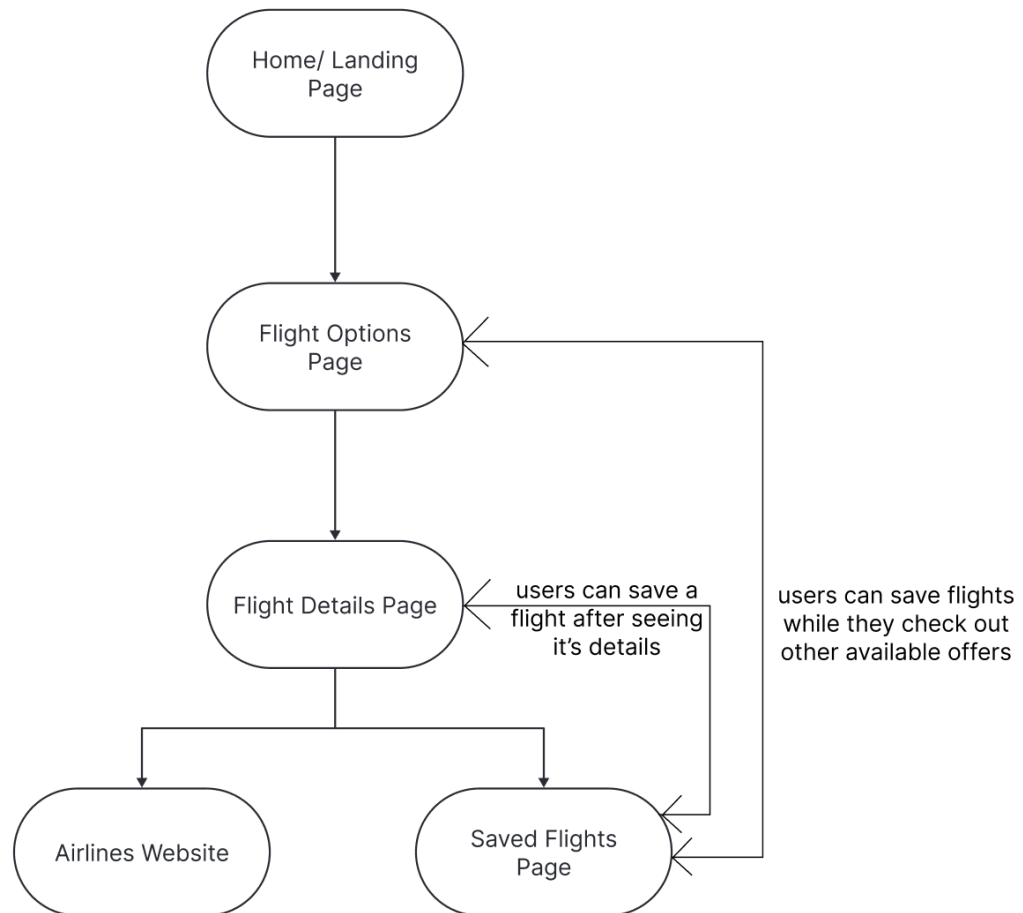 Home/ Landing
Page
Flight Options
Page
Flight Details Page
users can save a
flight after seeing
it’s details
users can save flights
while they check out
other available offers
Airlines Website
Saved Flights
Page